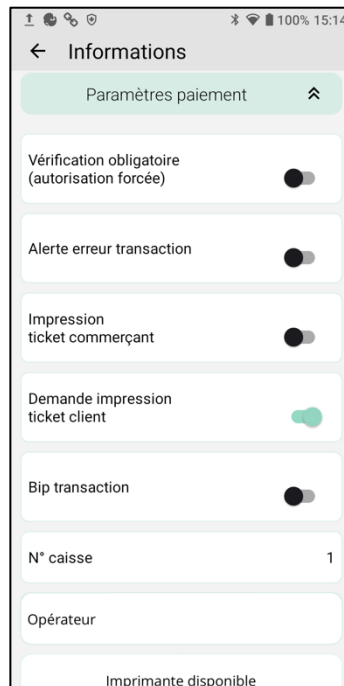 100% 15:14
Informations
Paramètres paiement
Vérification obligatoire
(autorisation forcée)
Alerte erreur transaction
Impression
ticket commerçant
Demande impression
ticket client
Bip transaction
N° caisse 1
Opérateur
Imprimante disponible